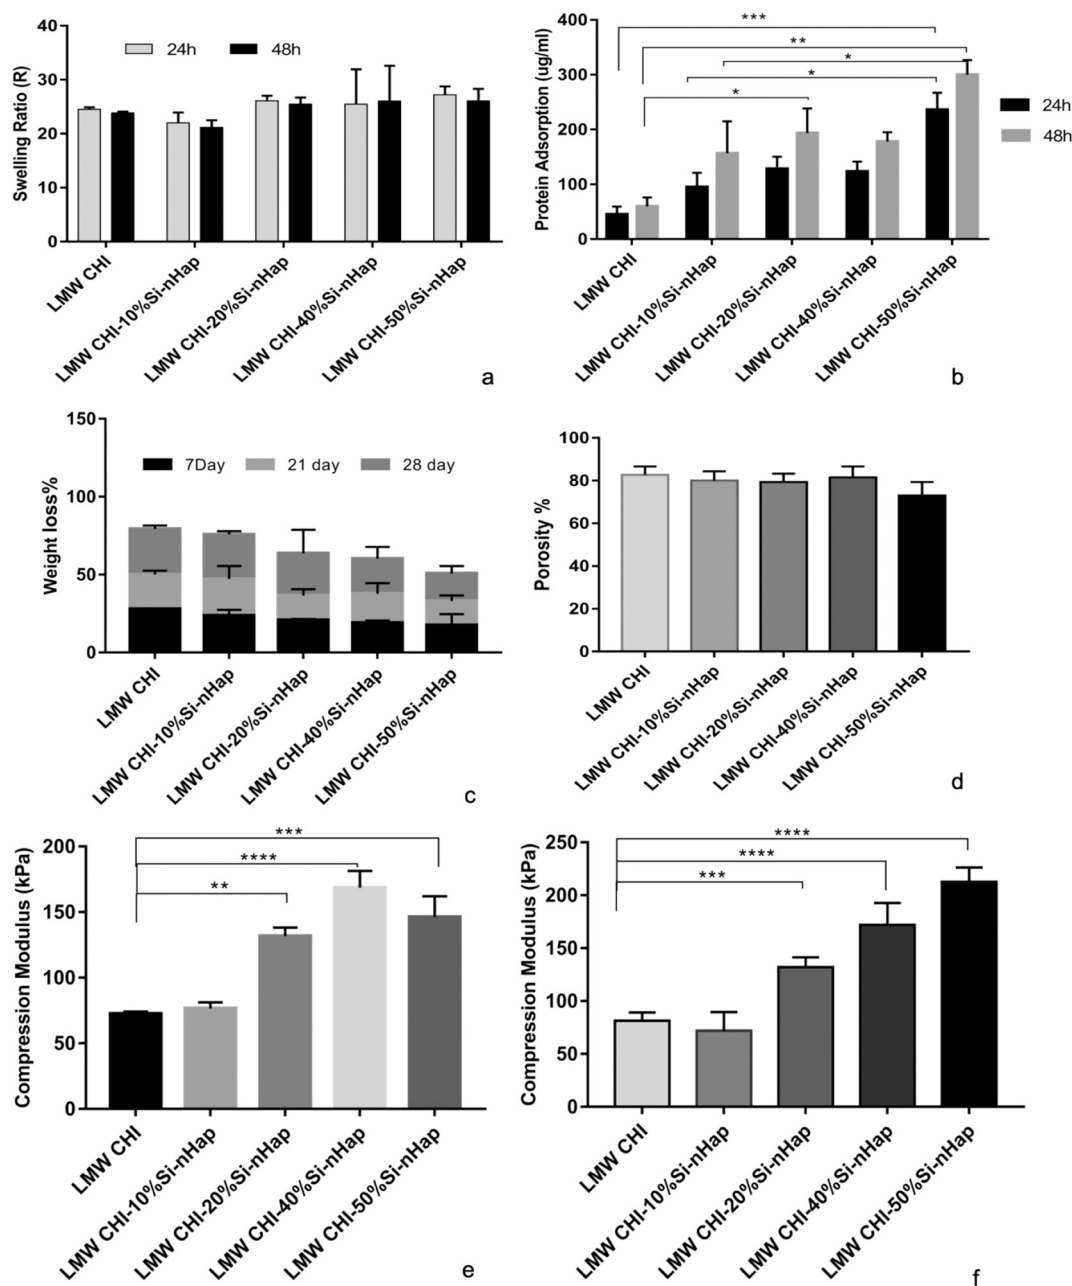 40
30
20
10
0
Swelling Ratio (R)
24h
48h
LMW CHI
LMW CHI-10%Si-nHap
LMW CHI-20%Si-nHap
LMW CHI-40%Si-nHap
LMW CHI-50%Si-nHap
a
400
300
200
100
0
Protein Adsorption (ug/ml)
***
**
*
*
*
24h
48h
LMW CHI
LMW CHI-10%Si-nHap
LMW CHI-20%Si-nHap
LMW CHI-40%Si-nHap
LMW CHI-50%Si-nHap
b
150
100
50
0
Weight loss%
7Day
21 day
28 day
LMW CHI
LMW CHI-10%Si-nHap
LMW CHI-20%Si-nHap
LMW CHI-40%Si-nHap
LMW CHI-50%Si-nHap
c
100
80
60
40
20
0
Porosity %
LMW CHI
LMW CHI-10%Si-nHap
LMW CHI-20%Si-nHap
LMW CHI-40%Si-nHap
LMW CHI-50%Si-nHap
d
200
150
100
50
0
Compression Modulus (kPa)
***
****
**
LMW CHI
LMW CHI-10%Si-nHap
LMW CHI-20%Si-nHap
LMW CHI-40%Si-nHap
LMW CHI-50%Si-nHap
e
250
200
150
100
50
0
Compression Modulus (kPa)
****
****
***
LMW CHI
LMW CHI-10%Si-nHap
LMW CHI-20%Si-nHap
LMW CHI-40%Si-nHap
LMW CHI-50%Si-nHap
f